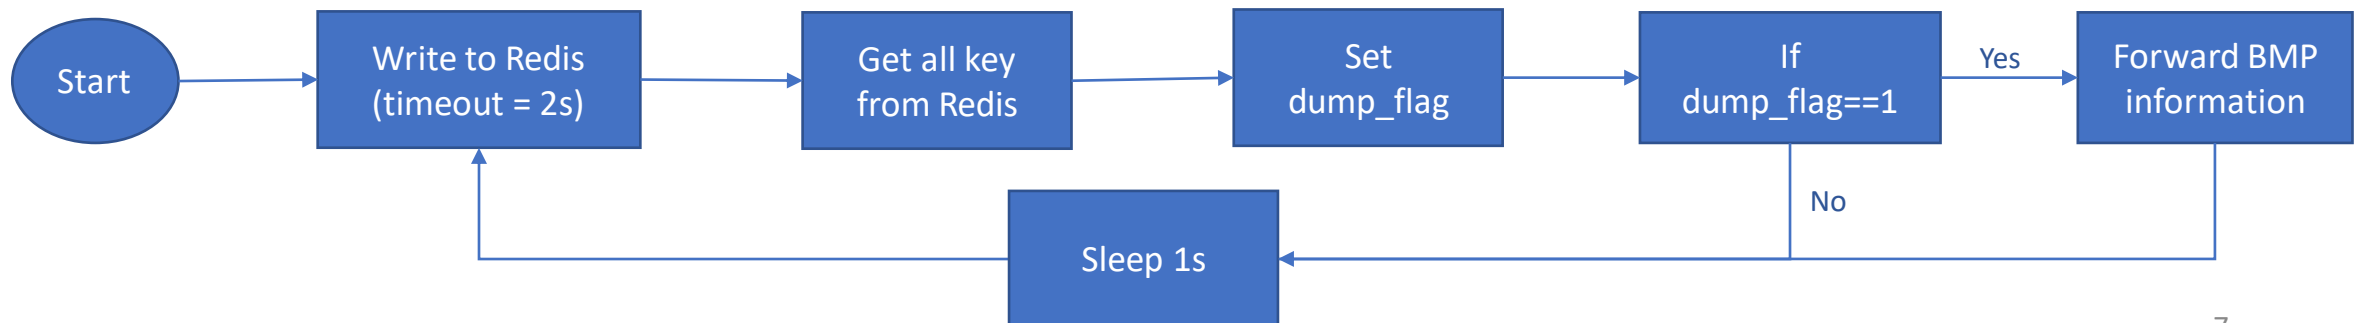 Start
Write to Redis
(timeout = 2s)
Get all key
from Redis
Set
dump_flag
If
dump_flag==1
Yes
Forward BMP
information
No
Sleep 1s